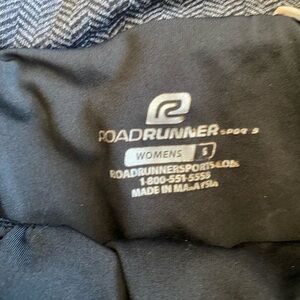 ROADRUNNER SPORTS
WOMENS S
ROADRUNNERSPORTS.COM
1-800-551-5558
MADE IN MALAYSIA